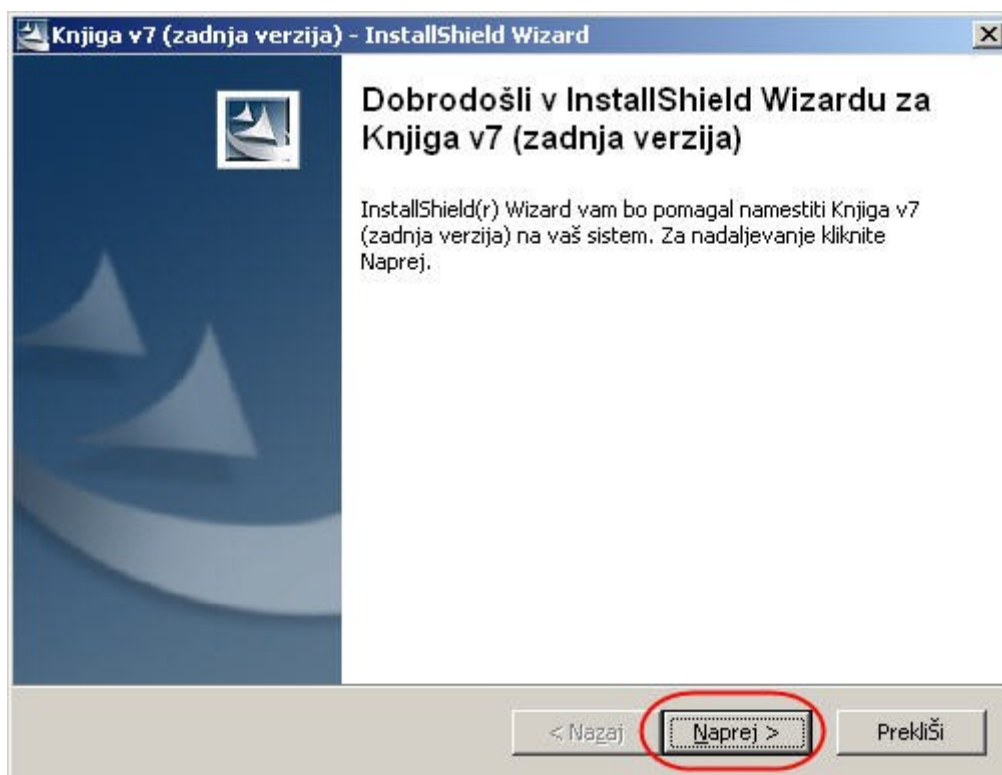 Knjiga v7 (zadnja verzija) - InstallShield Wizard
Dobrodošli v InstallShield Wizardu za
Knjiga v7 (zadnja verzija)
InstallShield(r) Wizard vam bo pomagal namestiti Knjiga v7
(zadnja verzija) na vaš sistem. Za nadaljevanje kliknite
Naprej.
< Nazaj
Naprej >
PrekliŠi